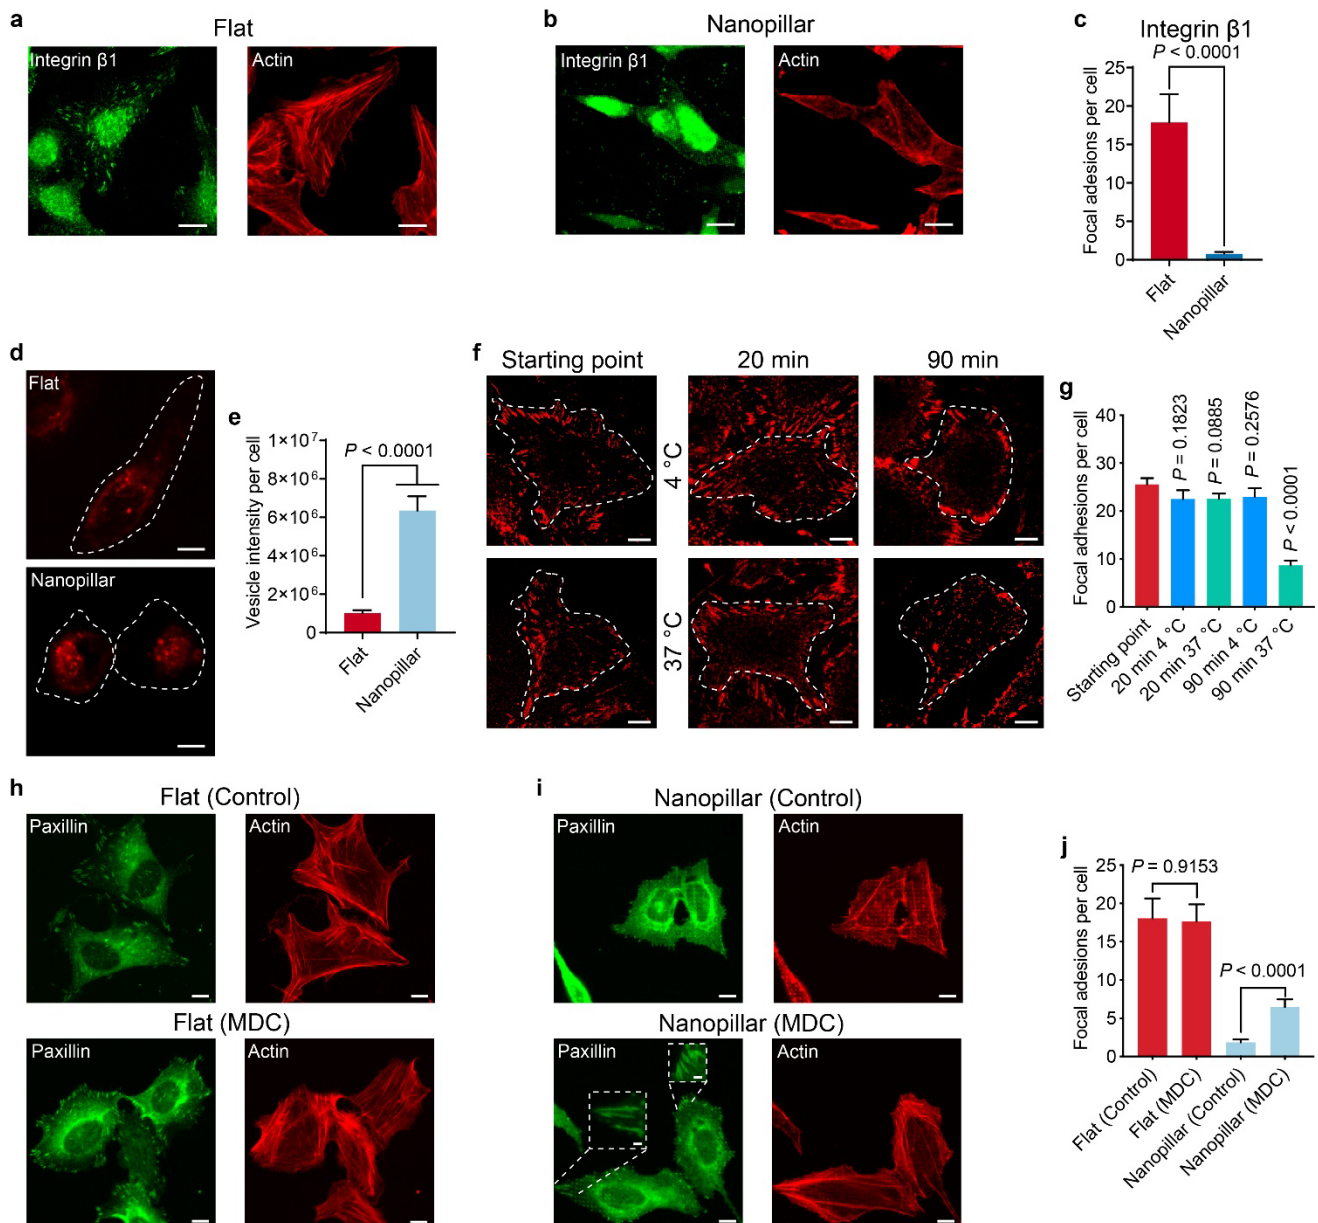 a
Flat
Integrin β1
Actin
b
Nanopillar
Integrin β1
Actin
c
Integrin β1
P < 0.0001
Focal adesions per cell
25
20
15
10
5
0
Flat
Nanopillar
d
Flat
Nanopillar
e
Vesicle intensity per cell
1×10⁷
8×10⁶
6×10⁶
4×10⁶
2×10⁶
0
P < 0.0001
Flat
Nanopillar
f
Starting point
20 min
90 min
4 °C
37 °C
g
Focal adhesions per cell
40
30
20
10
0
P = 0.1823
P = 0.0885
P = 0.2576
P < 0.0001
Starting point
20 min 4 °C
20 min 37 °C
90 min 4 °C
90 min 37 °C
h
Flat (Control)
Paxillin
Actin
Flat (MDC)
Paxillin
Actin
i
Nanopillar (Control)
Paxillin
Actin
Nanopillar (MDC)
Paxillin
Actin
j
Focal adesions per cell
25
20
15
10
5
0
P = 0.9153
P < 0.0001
Flat (Control)
Flat (MDC)
Nanopillar (Control)
Nanopillar (MDC)